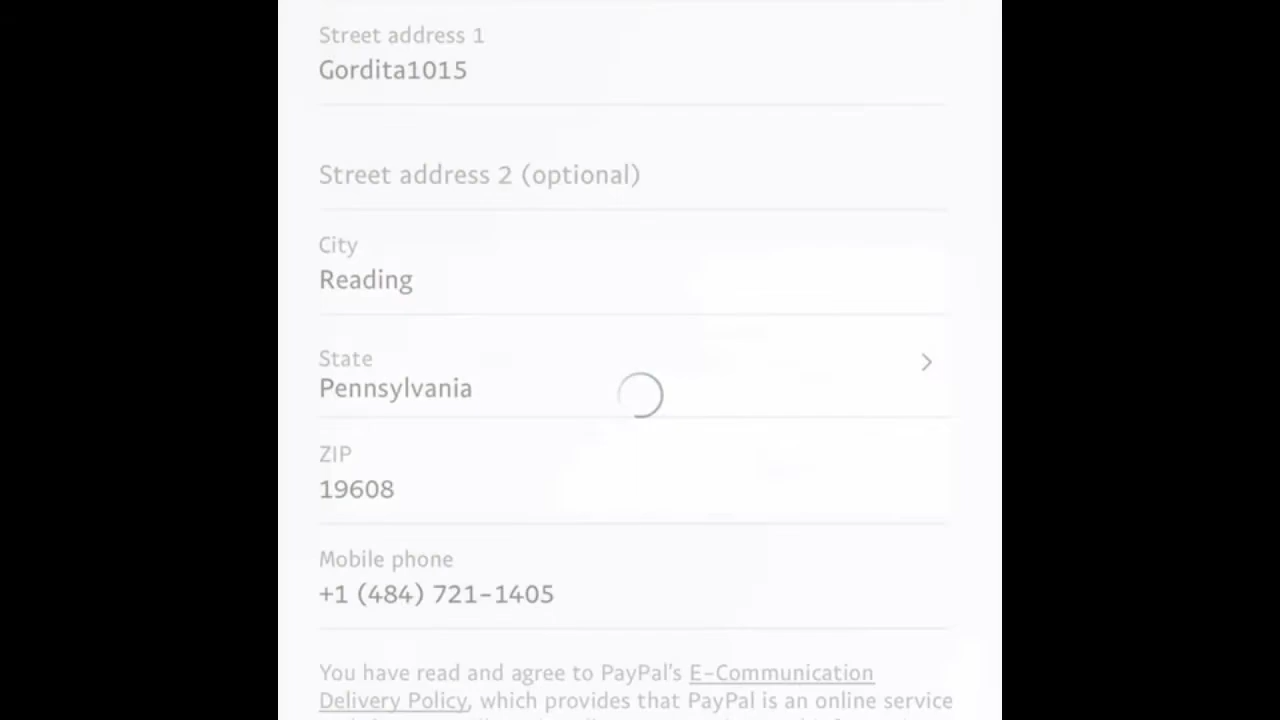 Street address 1
Gordita1015
Street address 2 (optional)
City
Reading
State
Pennsylvania
ZIP
19608
Mobile phone
+1 (484) 721-1405
You have read and agree to PayPal's E-Communication
Delivery Policy, which provides that PayPal is an online service